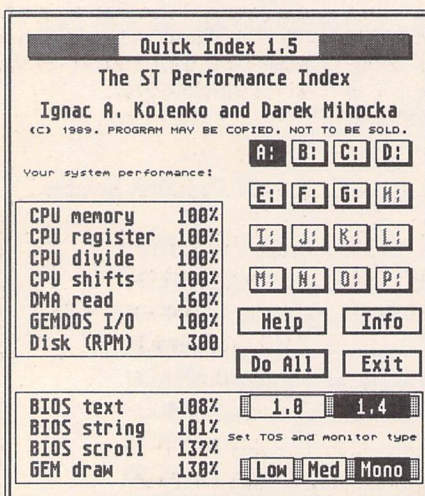 Quick Index 1.5
The ST Performance Index
Ignac A. Kolenko and Darek Mihocka
(C) 1989. PROGRAM MAY BE COPIED. NOT TO BE SOLD.
A: B: C: D:
Your system performance:
E: F: G: H:
CPU memory 100%
CPU register 100%
I: J: K: L:
CPU divide 100%
CPU shifts 100%
M: N: O: P:
DMA read 160%
GEMDOS I/O 100%
Disk (RPM) 300
Help Info
Do All Exit
BIOS text 108%
1.0 1.4
BIOS string 101%
Set TOS and monitor type
BIOS scroll 132%
GEM draw 130%
Low Med Mono